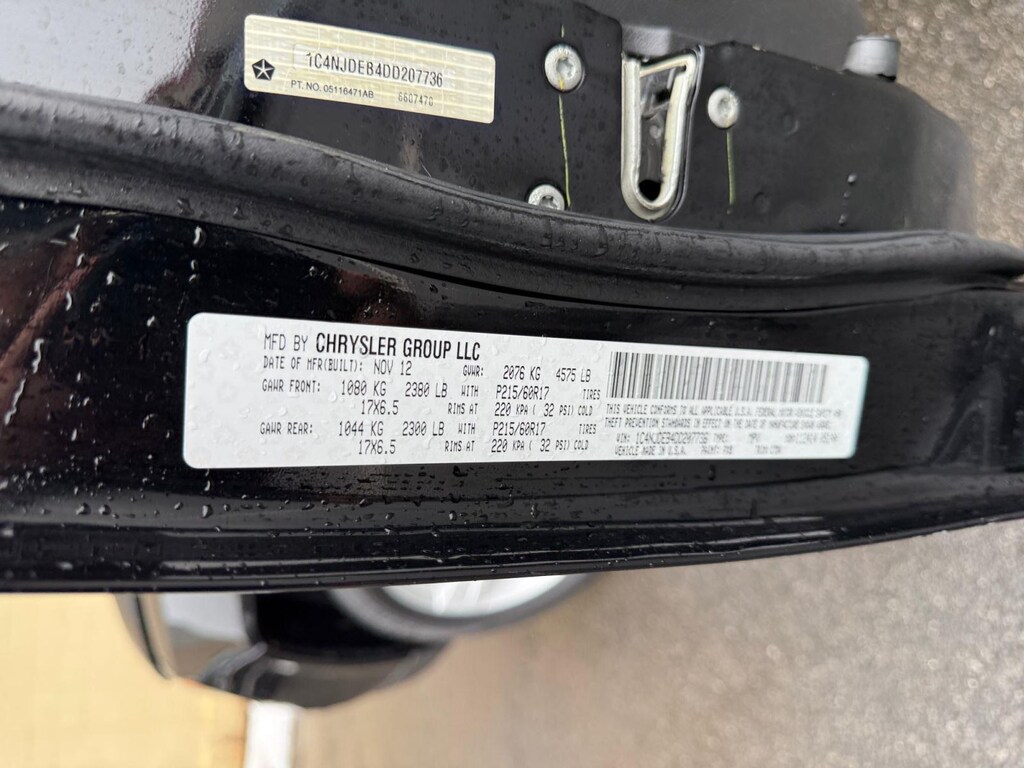 1C4NJDEB4DD207736
PT. NO. 05116471AB 6607470
MFD BY CHRYSLER GROUP LLC
DATE OF MFR(BUILT): NOV 12 GVWR: 2076 KG 4575 LB
GAWR FRONT: 1080 KG 2380 LB WITH P215/60R17 TIRES
17X6.5 RIMS AT 220 KPA ( 32 PSI) COLD
GAWR REAR: 1044 KG 2300 LB WITH P215/60R17 TIRES
17X6.5 RIMS AT 220 KPA ( 32 PSI) COLD
THIS VEHICLE CONFORMS TO ALL APPLICABLE U.S.A. FEDERAL MOTOR VEHICLE SAFETY AND
THEFT PREVENTION STANDARDS IN EFFECT ON THE DATE OF MANUFACTURE SHOWN ABOVE.
VIN: 1C4NJDEB4DD207736 TYPE: MPV
VEHICLE MADE IN U.S.A.